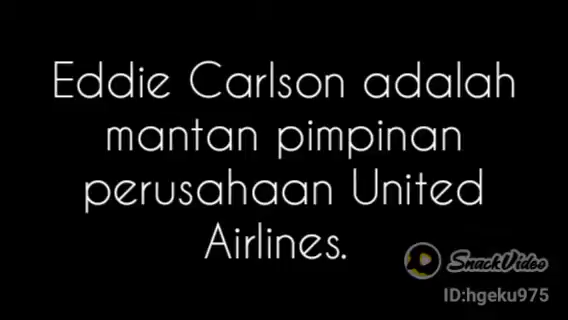 Eddie Carlson adalah
mantan pimpinan
perusahaan United
Airlines.
SnackVideo
ID:hgeku975